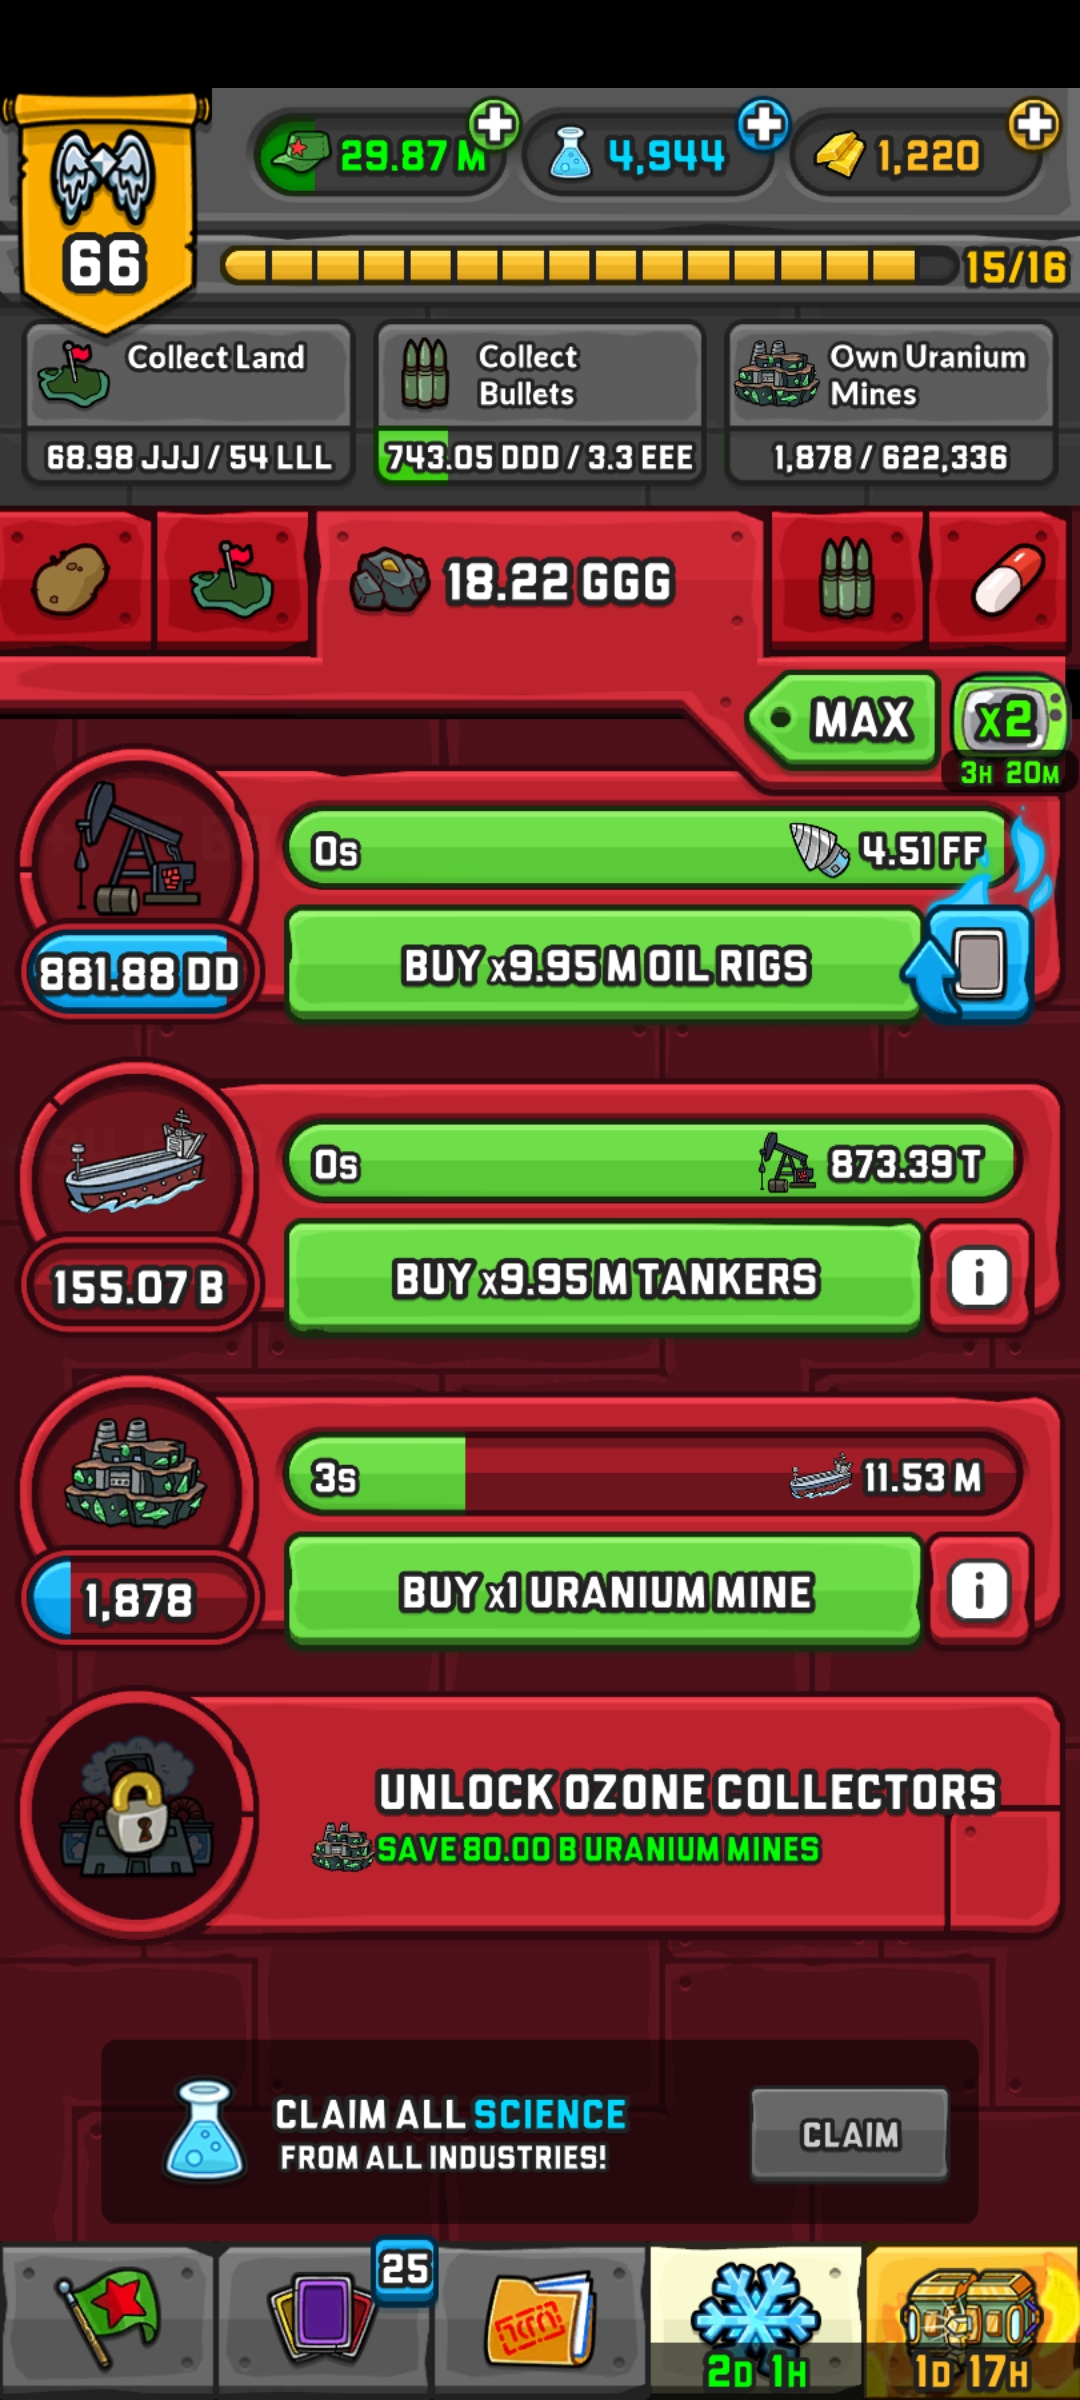 66
29.87 M
4,944
1,220
15/16
Collect Land
68.98 JJJ / 54 LLL
Collect
Bullets
743.05 DDD / 3.3 EEE
Own Uranium
Mines
1,878 / 622,336
18.22 GGG
MAX
x2
3H 20M
0s
4.51 FF
881.88 DD
BUY x9.95 M OIL RIGS
0s
873.39 T
155.07 B
BUY x9.95 M TANKERS
i
3s
11.53 M
1,878
BUY x1 URANIUM MINE
i
UNLOCK OZONE COLLECTORS
SAVE 80.00 B URANIUM MINES
CLAIM ALL SCIENCE
FROM ALL INDUSTRIES!
CLAIM
25
2D 1H
1D 17H